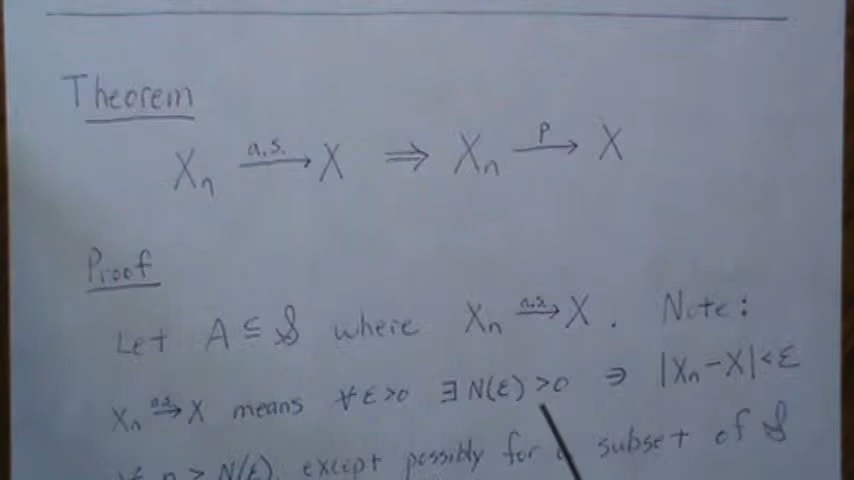 Theorem
Xₙ —a.s.→ X ⇒ Xₙ —p→ X
Proof
Let A ⊆ 𝒮 where Xₙ —a.s.→ X . Note:
Xₙ —a.s.→ X means ∀ ε>0 ∃ N(ε) >0 ∋ |Xₙ-X|<ε
∀ n > N(ε) except possibly for a subset of 𝒮